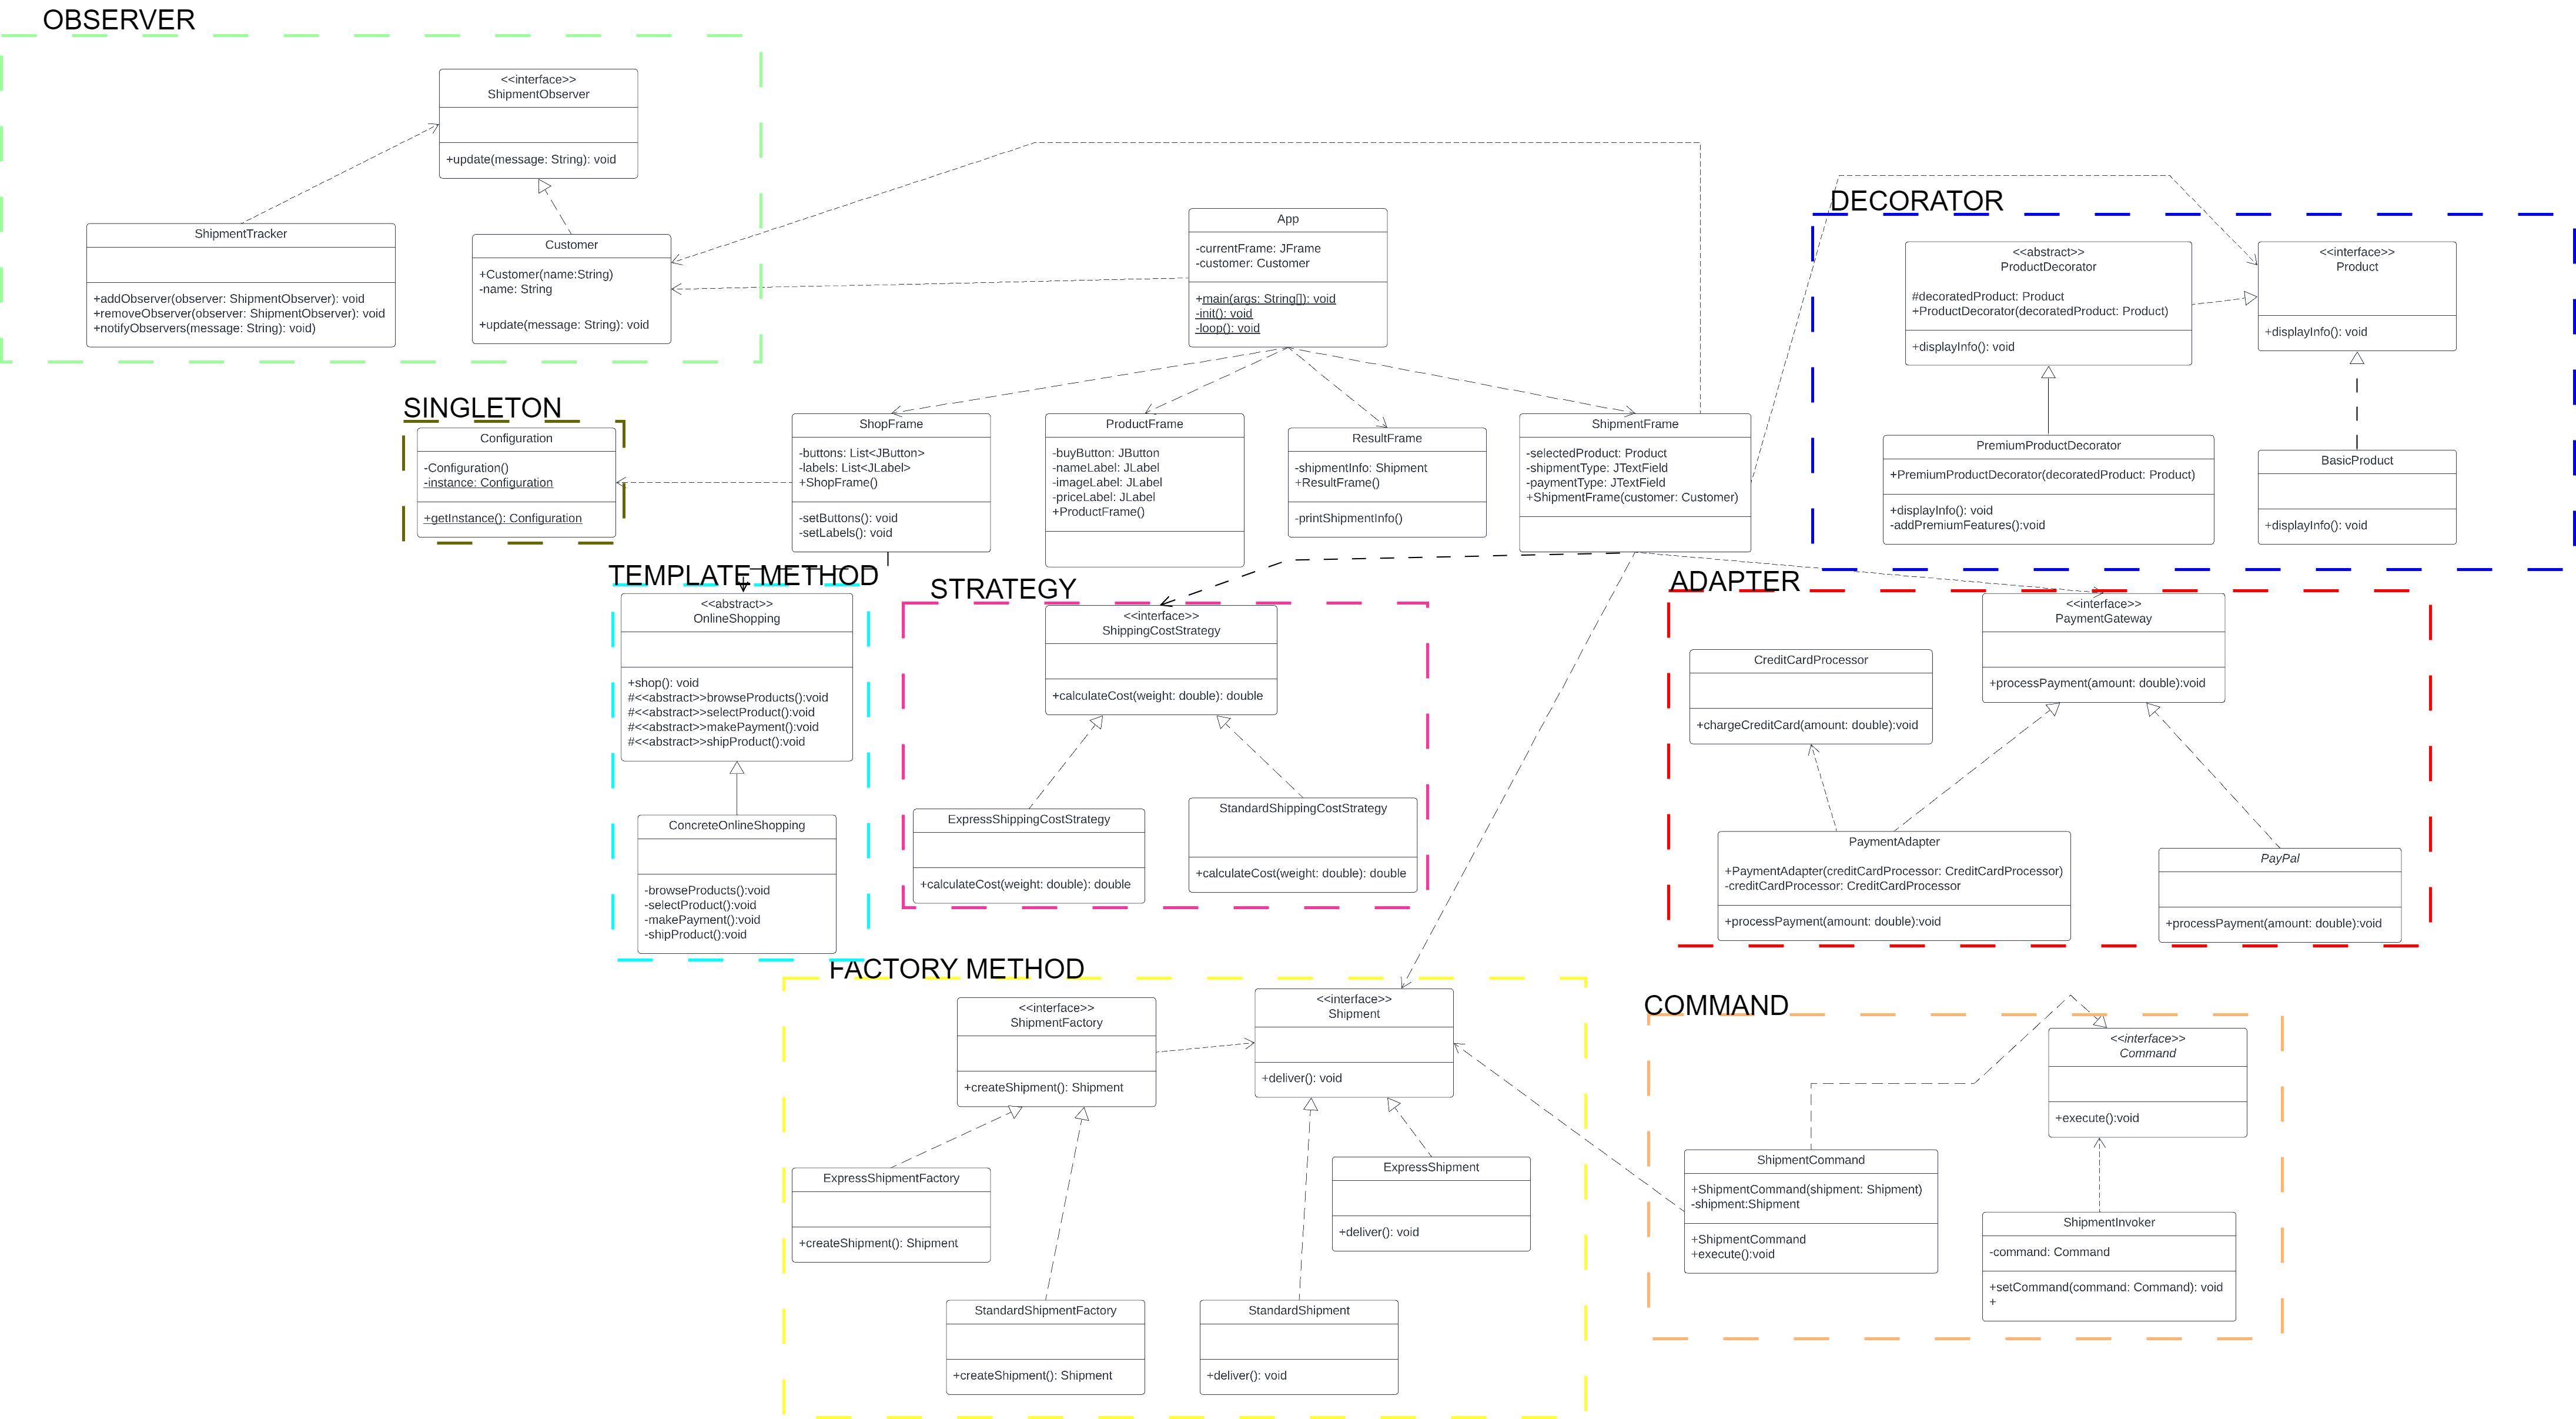 OBSERVER
<<interface>>
ShipmentObserver
+update(message: String): void
ShipmentTracker
+addObserver(observer: ShipmentObserver): void
+removeObserver(observer: ShipmentObserver): void
+notifyObservers(message: String): void)
Customer
+Customer(name:String)
-name: String
+update(message: String): void
App
-currentFrame: JFrame
-customer: Customer
+main(args: String[]): void
-init(): void
-loop(): void
DECORATOR
<<abstract>>
ProductDecorator
#decoratedProduct: Product
+ProductDecorator(decoratedProduct: Product)
+displayInfo(): void
<<interface>>
Product
+displayInfo(): void
PremiumProductDecorator
+PremiumProductDecorator(decoratedProduct: Product)
+displayInfo(): void
-addPremiumFeatures():void
BasicProduct
+displayInfo(): void
SINGLETON
Configuration
-Configuration()
-instance: Configuration
+getInstance(): Configuration
ShopFrame
-buttons: List<JButton>
-labels: List<JLabel>
+ShopFrame()
-setButtons(): void
-setLabels(): void
ProductFrame
-buyButton: JButton
-nameLabel: JLabel
-imageLabel: JLabel
-priceLabel: JLabel
+ProductFrame()
ResultFrame
-shipmentInfo: Shipment
+ResultFrame()
-printShipmentInfo()
ShipmentFrame
-selectedProduct: Product
-shipmentType: JTextField
-paymentType: JTextField
+ShipmentFrame(customer: Customer)
TEMPLATE METHOD
<<abstract>>
OnlineShopping
+shop(): void
#<<abstract>>browseProducts():void
#<<abstract>>selectProduct():void
#<<abstract>>makePayment():void
#<<abstract>>shipProduct():void
ConcreteOnlineShopping
-browseProducts():void
-selectProduct():void
-makePayment():void
-shipProduct():void
STRATEGY
<<interface>>
ShippingCostStrategy
+calculateCost(weight: double): double
ExpressShippingCostStrategy
+calculateCost(weight: double): double
StandardShippingCostStrategy
+calculateCost(weight: double): double
ADAPTER
<<interface>>
PaymentGateway
+processPayment(amount: double):void
CreditCardProcessor
+chargeCreditCard(amount: double):void
PaymentAdapter
+PaymentAdapter(creditCardProcessor: CreditCardProcessor)
-creditCardProcessor: CreditCardProcessor
+processPayment(amount: double):void
PayPal
+processPayment(amount: double):void
FACTORY METHOD
<<interface>>
ShipmentFactory
+createShipment(): Shipment
<<interface>>
Shipment
+deliver(): void
ExpressShipmentFactory
+createShipment(): Shipment
ExpressShipment
+deliver(): void
StandardShipmentFactory
+createShipment(): Shipment
StandardShipment
+deliver(): void
COMMAND
<<interface>>
Command
+execute():void
ShipmentCommand
+ShipmentCommand(shipment: Shipment)
-shipment:Shipment
+ShipmentCommand
+execute():void
ShipmentInvoker
-command: Command
+setCommand(command: Command): void
+